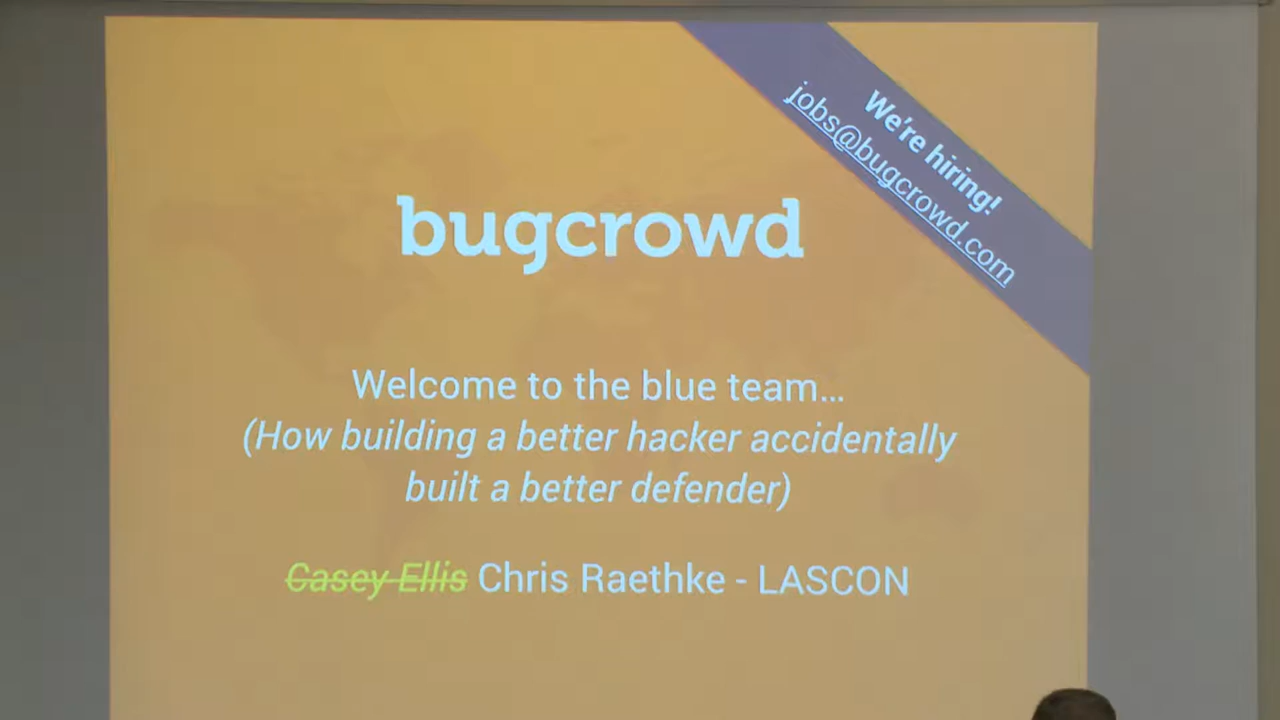 We're hiring!
jobs@bugcrowd.com
bugcrowd
Welcome to the blue team...
(How building a better hacker accidentally
built a better defender)
Casey Ellis Chris Raethke - LASCON